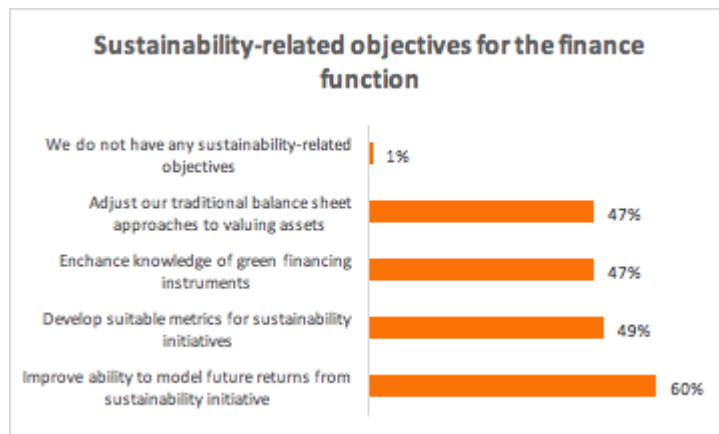 Sustainability-related objectives for the finance
function
We do not have any sustainability-related
objectives
1%
Adjust our traditional balance sheet
approaches to valuing assets
47%
Enchance knowledge of green financing
instruments
47%
Develop suitable metrics for sustainability
initiatives
49%
Improve ability to model future returns from
sustainability initiative
60%